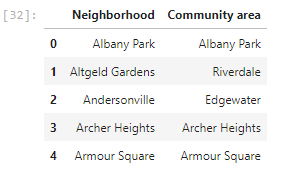 [32]:
Neighborhood Community area
0 Albany Park Albany Park
1 Altgeld Gardens Riverdale
2 Andersonville Edgewater
3 Archer Heights Archer Heights
4 Armour Square Armour Square